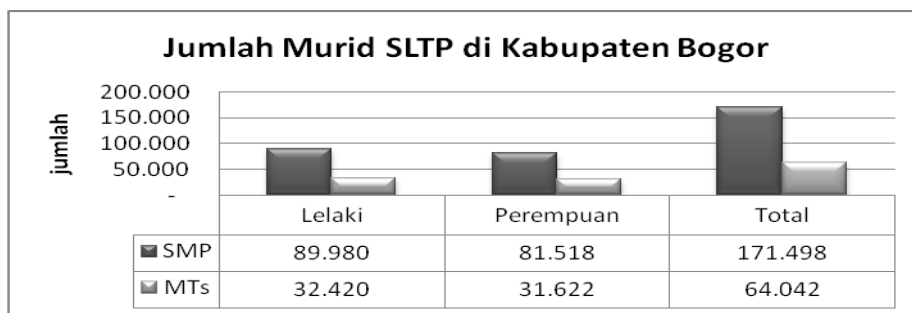 Jumlah Murid SLTP di Kabupaten Bogor
jumlah
200.000
150.000
100.000
50.000
-
Lelaki Perempuan Total
SMP 89.980 81.518 171.498
MTs 32.420 31.622 64.042